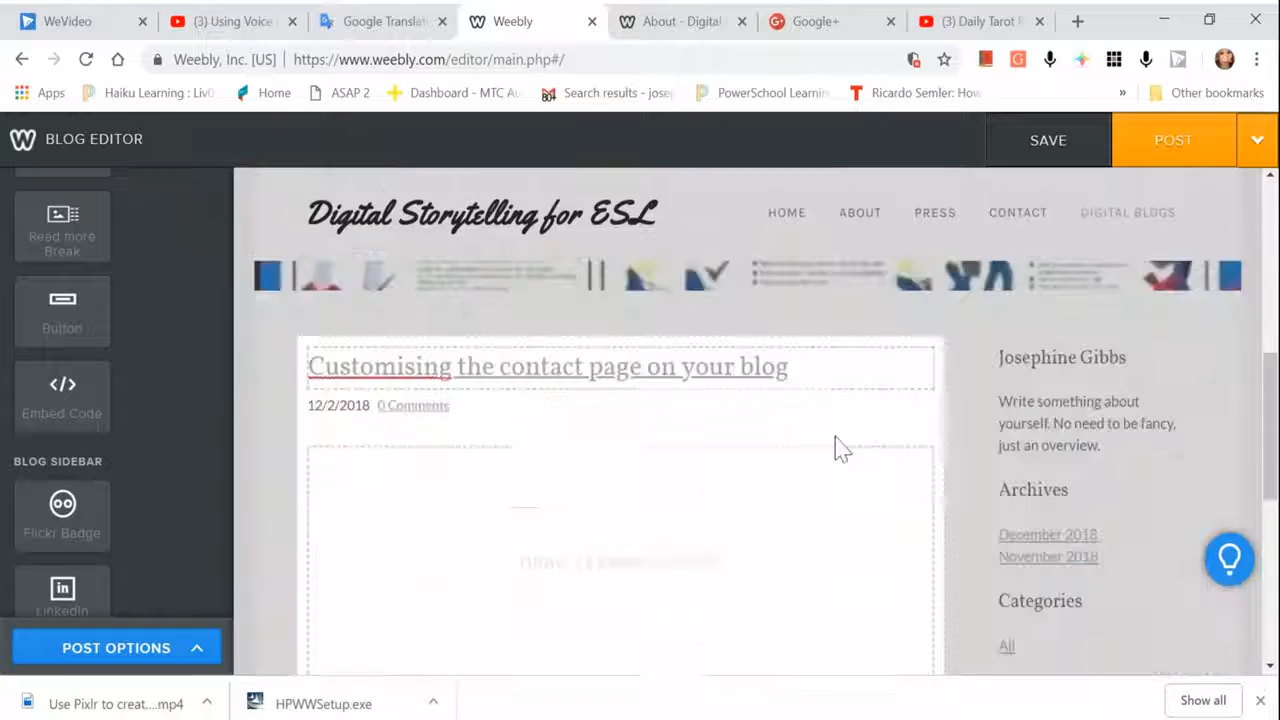 WeVideo
(3) Using Voice
Google Translat
Weebly
About - Digital
Google+
(3) Daily Tarot R
Weebly, Inc. [US]
https://www.weebly.com/editor/main.php#/
Apps
Haiku Learning : Liv
Home
ASAP 2
Dashboard - MTC Au
Search results - jose
PowerSchool Learnin
Ricardo Semler: How
»
Other bookmarks
BLOG EDITOR
SAVE
POST
Read more
Break
Button
Embed Code
BLOG SIDEBAR
Flickr Badge
LinkedIn
POST OPTIONS
Digital Storytelling for ESL
HOME
ABOUT
PRESS
CONTACT
DIGITAL BLOGS
Customising the contact page on your blog
12/2/2018 0 Comments
Josephine Gibbs
Write something about
yourself. No need to be fancy,
just an overview.
Archives
December 2018
November 2018
Categories
All
Use Pixlr to creat....mp4
HPWWSetup.exe
Show all